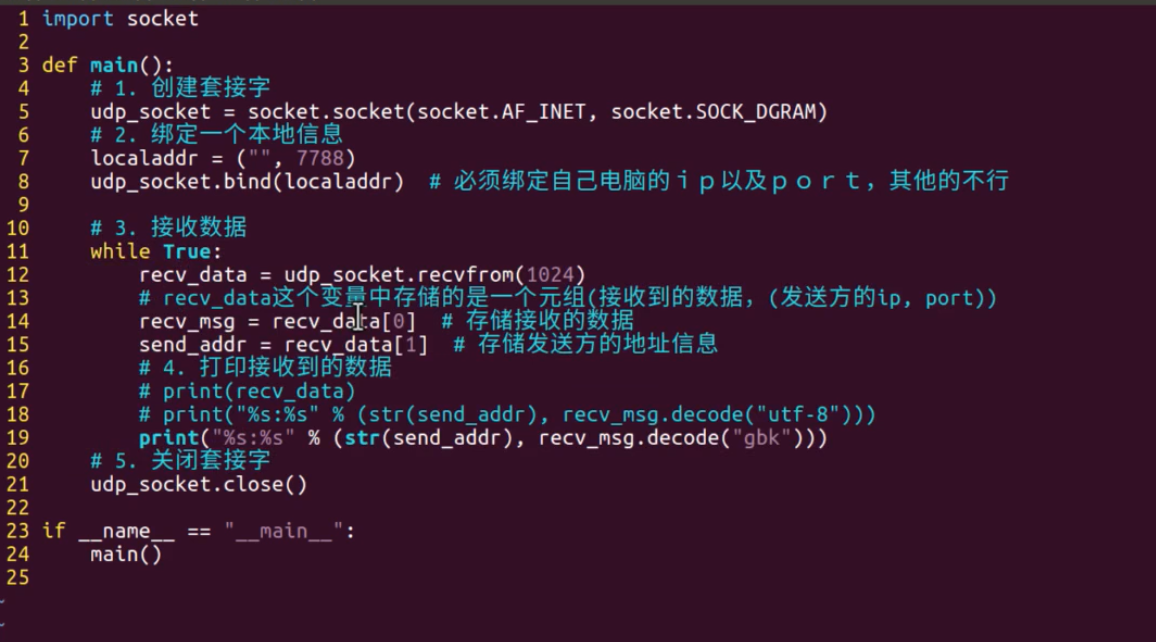 1 import socket
2
3 def main():
4     # 1. 创建套接字
5     udp_socket = socket.socket(socket.AF_INET, socket.SOCK_DGRAM)
6     # 2. 绑定一个本地信息
7     localaddr = ("", 7788)
8     udp_socket.bind(localaddr)  # 必须绑定自己电脑的ｉｐ以及ｐｏｒｔ，其他的不行
9
10     # 3. 接收数据
11     while True:
12         recv_data = udp_socket.recvfrom(1024)
13         # recv_data这个变量中存储的是一个元组(接收到的数据，(发送方的ip, port))
14         recv_msg = recv_data[0]  # 存储接收的数据
15         send_addr = recv_data[1]  # 存储发送方的地址信息
16         # 4. 打印接收到的数据
17         # print(recv_data)
18         # print("%s:%s" % (str(send_addr), recv_msg.decode("utf-8")))
19         print("%s:%s" % (str(send_addr), recv_msg.decode("gbk")))
20     # 5. 关闭套接字
21     udp_socket.close()
22
23 if __name__ == "__main__":
24     main()
25
~
~